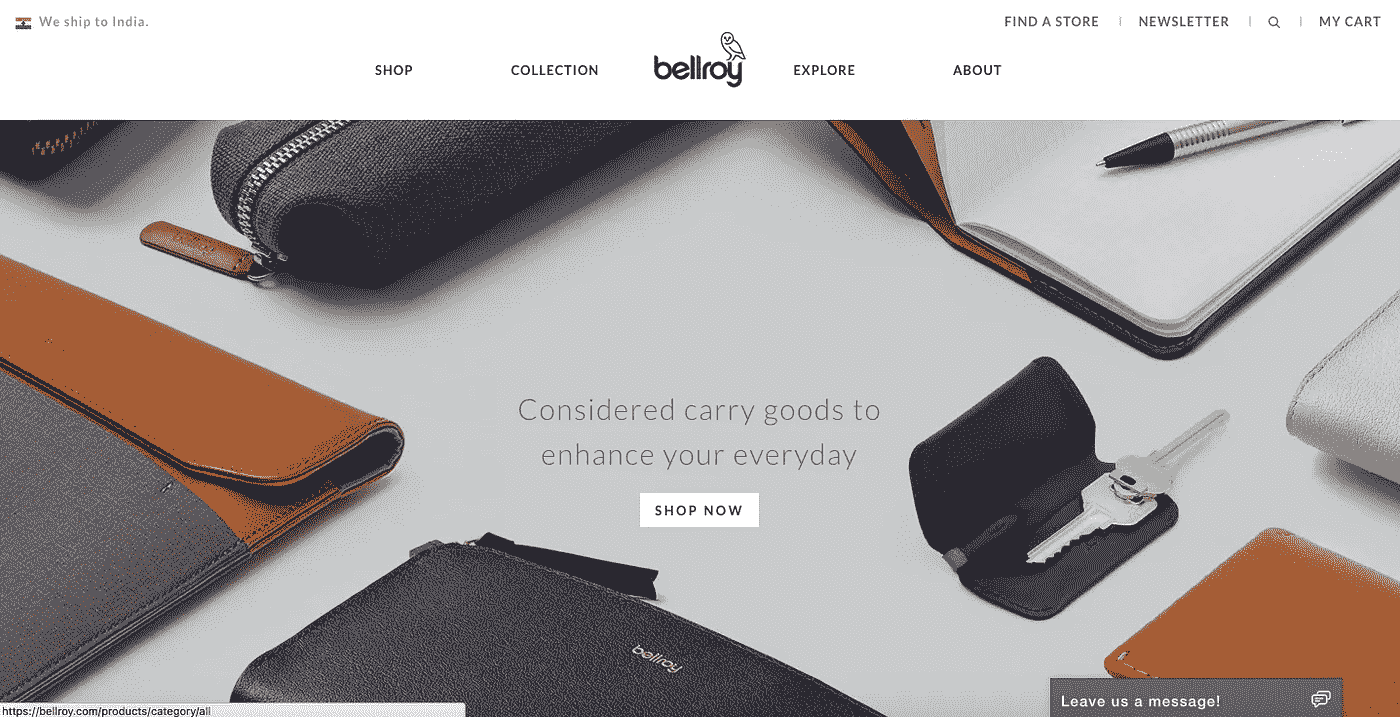 We ship to India.
FIND A STORE
NEWSLETTER
MY CART
SHOP
COLLECTION
bellroy
EXPLORE
ABOUT
Considered carry goods to
enhance your everyday
SHOP NOW
bellroy
Leave us a message!
https://bellroy.com/products/category/all